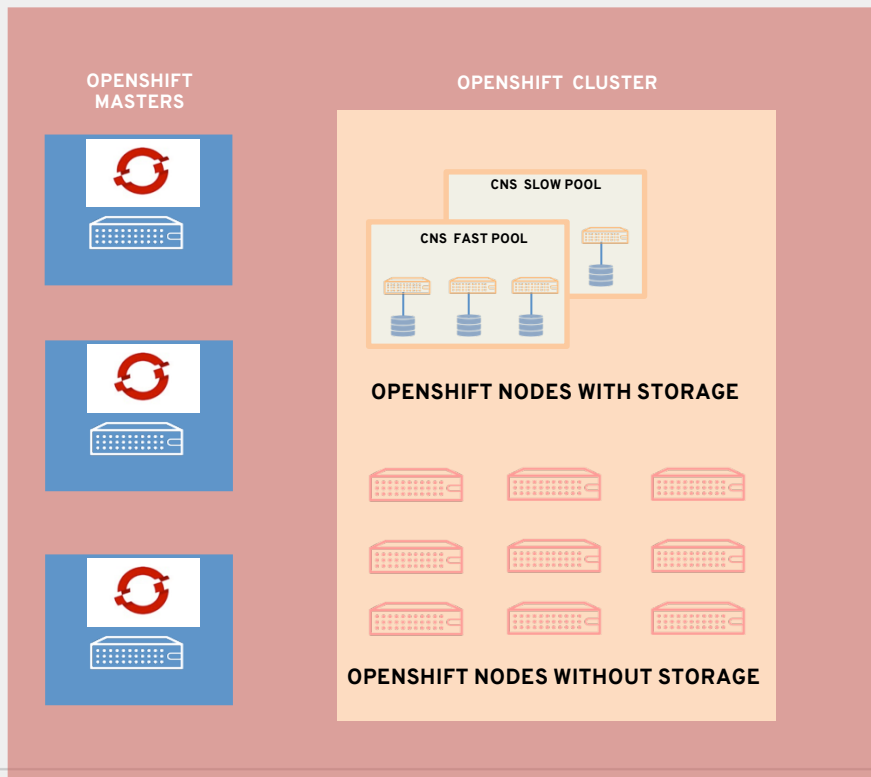 OPENSHIFT
MASTERS
OPENSHIFT CLUSTER
CNS SLOW POOL
CNS FAST POOL
OPENSHIFT NODES WITH STORAGE
OPENSHIFT NODES WITHOUT STORAGE